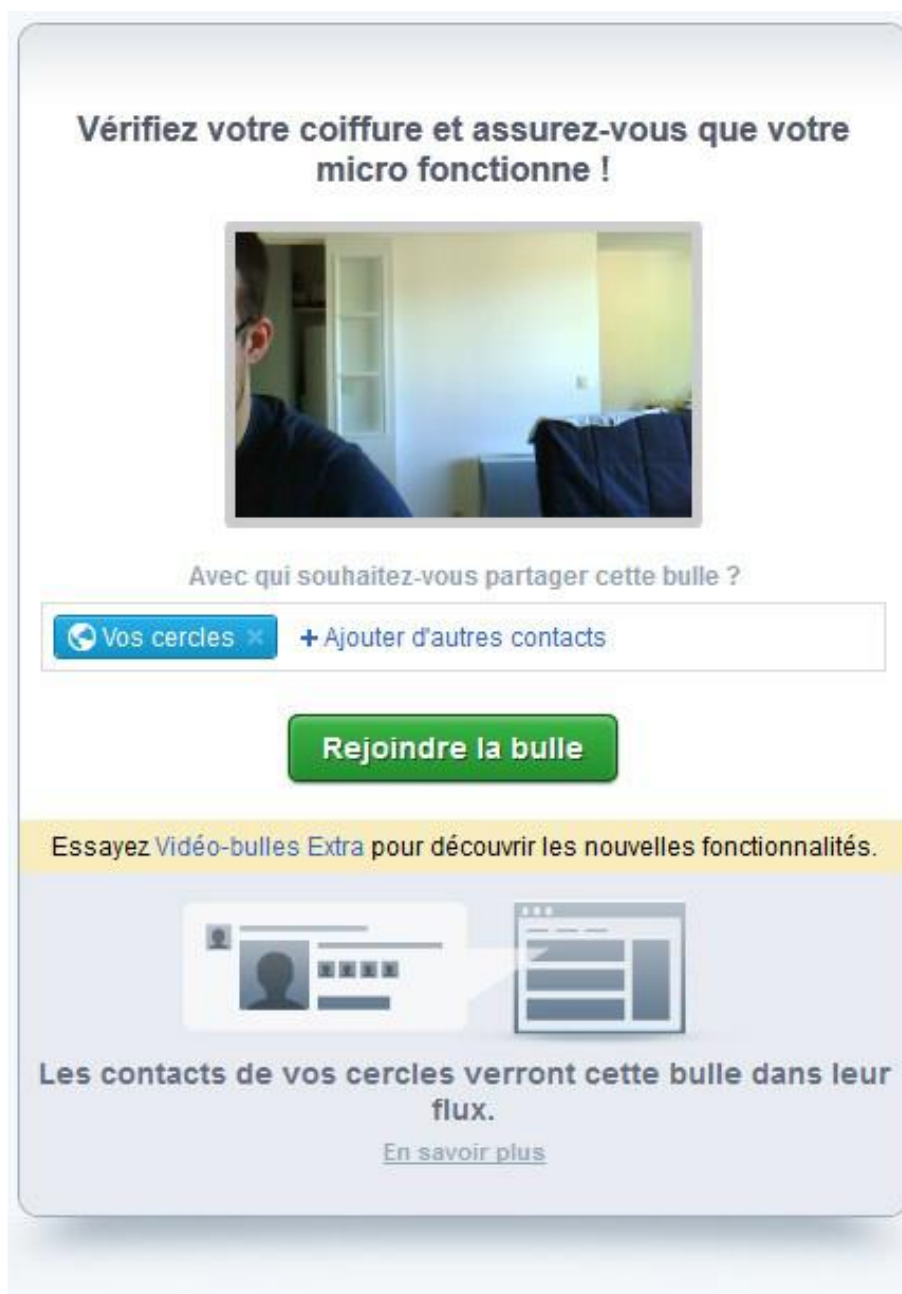 Vérifiez votre coiffure et assurez-vous que votre
micro fonctionne !
Avec qui souhaitez-vous partager cette bulle ?
Vos cercles × + Ajouter d'autres contacts
Rejoindre la bulle
Essayez Vidéo-bulles Extra pour découvrir les nouvelles fonctionnalités.
Les contacts de vos cercles verront cette bulle dans leur
flux.
En savoir plus